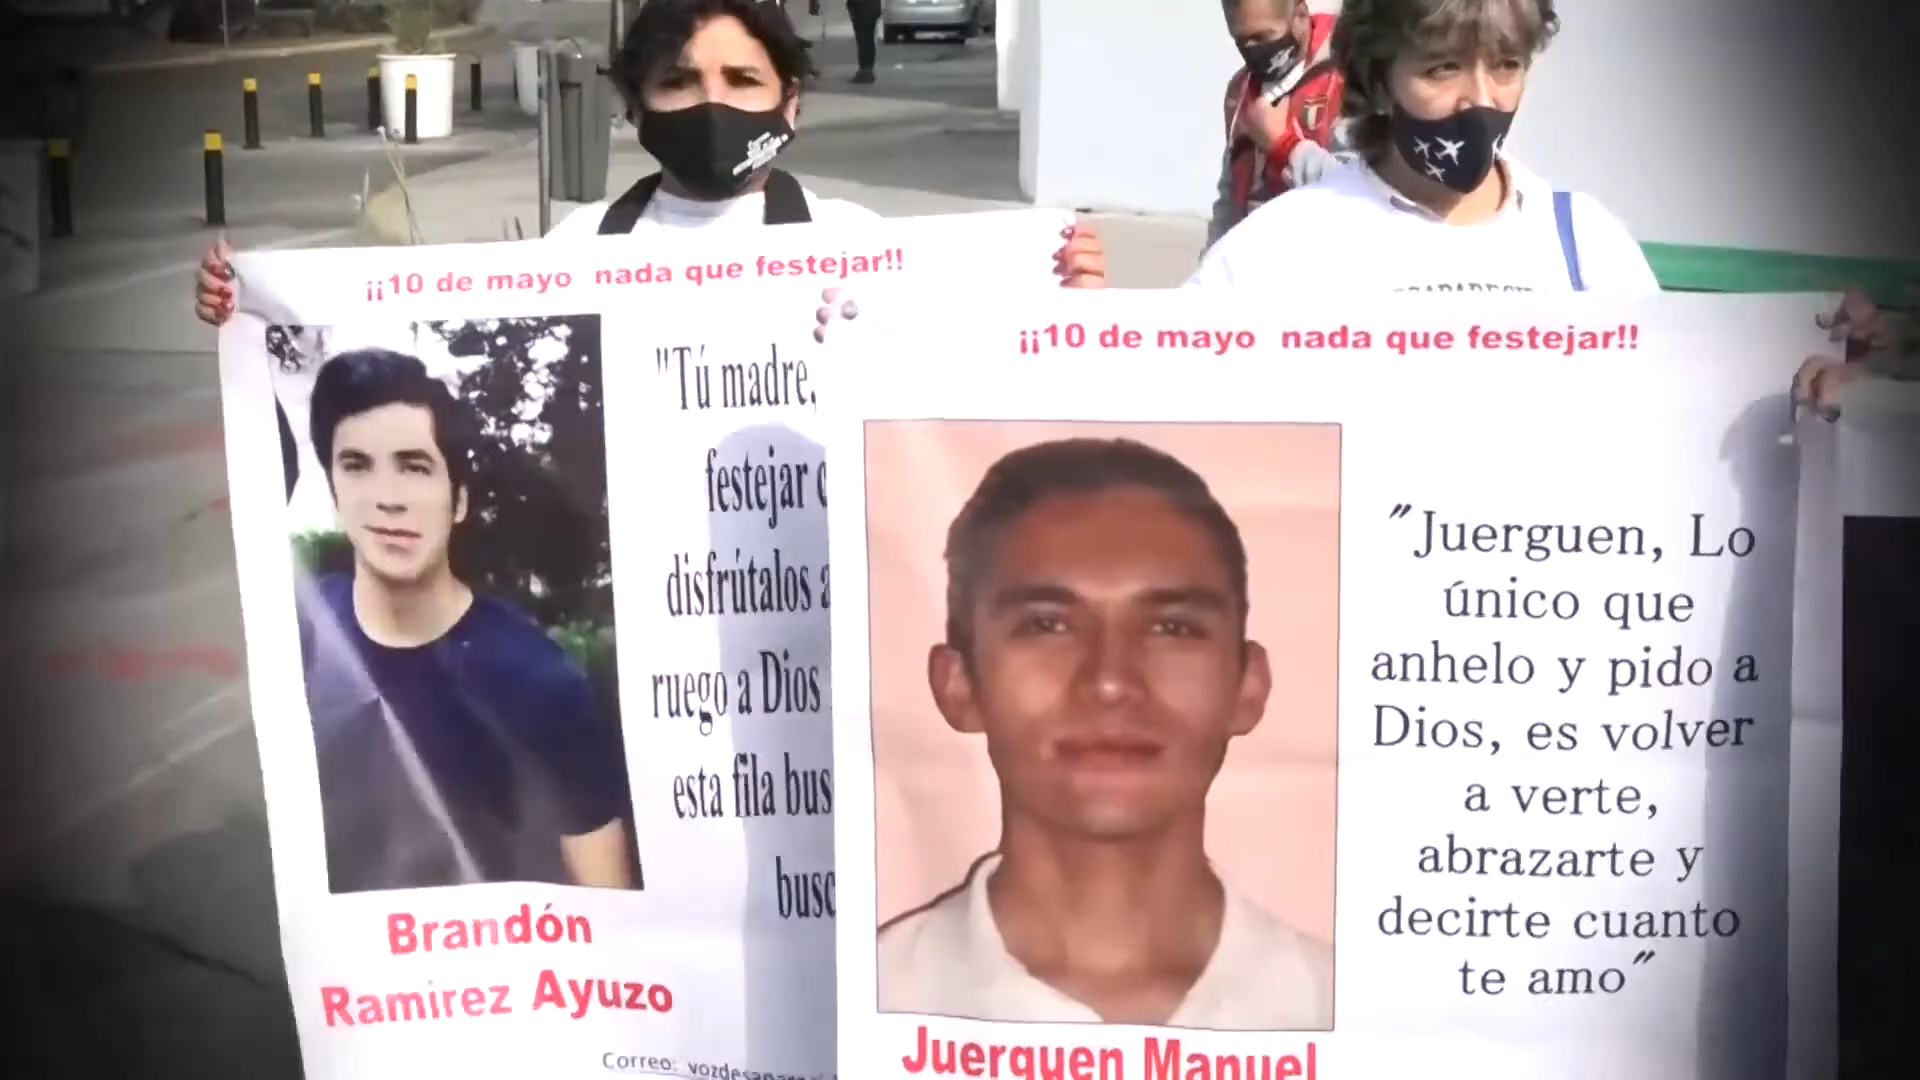 ¡¡10 de mayo nada que festejar!!
"Tú madre,
festejar
disfrútalos
ruego a Dios
esta fila
Brandón
Ramirez Ayuzo
Correo:
¡¡10 de mayo nada que festejar!!
"Juerguen, Lo
único que
anhelo y pido a
Dios, es volver
a verte,
abrazarte y
decirte cuanto
te amo"
Juerguen Manuel